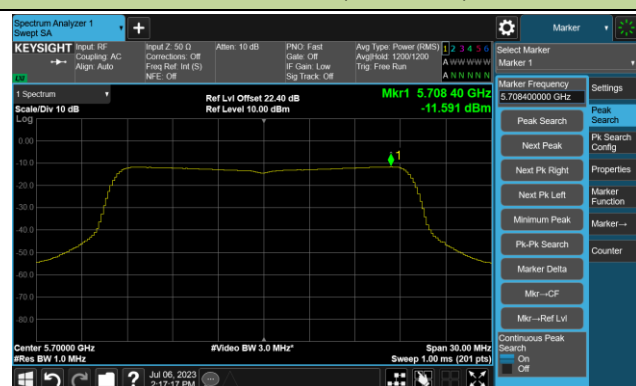 Spectrum Analyzer 1
Swept SA
Marker
KEYSIGHT
Input: RF
Coupling: AC
Align: Auto
Input Z: 50 Ω
Corrections: Off
Freq Ref: Int (S)
NFE: Off
Atten: 10 dB
PNO: Fast
Gate: Off
IF Gain: Low
Sig Track: Off
Avg Type: Power (RMS)
Avg|Hold: 1200/1200
Trig: Free Run
1 2 3 4 5 6
A W W W W W
A N N N N N
LXI
Select Marker
Marker 1
1 Spectrum
Scale/Div 10 dB
Log
Ref Lvl Offset 22.40 dB
Ref Level 10.00 dBm
Mkr1 5.708 40 GHz
-11.591 dBm
1
0.00
-10.0
-20.0
-30.0
-40.0
-50.0
-60.0
-70.0
-80.0
Center 5.70000 GHz
#Res BW 1.0 MHz
#Video BW 3.0 MHz*
Span 30.00 MHz
Sweep 1.00 ms (201 pts)
Marker Frequency
5.708400000 GHz
Peak Search
Next Peak
Next Pk Right
Next Pk Left
Minimum Peak
Pk-Pk Search
Marker Delta
Mkr→CF
Mkr→Ref Lvl
Continuous Peak
Search
On
Off
Settings
Peak
Search
Pk Search
Config
Properties
Marker
Function
Marker→
Counter
?
Jul 06, 2023
2:17:17 PM